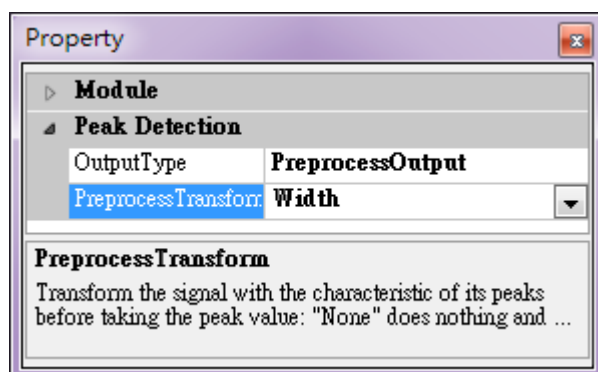 Property
Module
Peak Detection
OutputType PreprocessOutput
PreprocessTransform Width
PreprocessTransform
Transform the signal with the characteristic of its peaks
before taking the peak value: "None" does nothing and ...